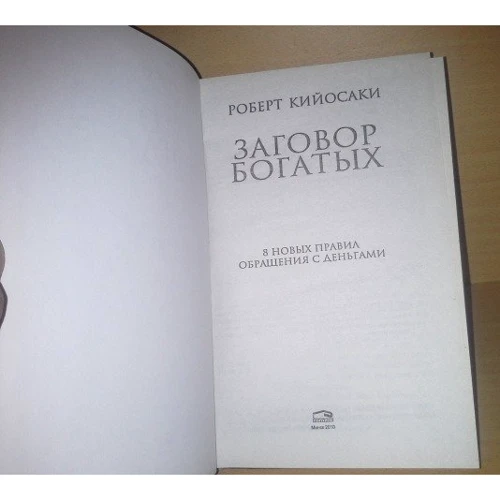 РОБЕРТ КИЙОСАКИ
ЗАГОВОР
БОГАТЫХ
8 НОВЫХ ПРАВИЛ
ОБРАЩЕНИЯ С ДЕНЬГАМИ